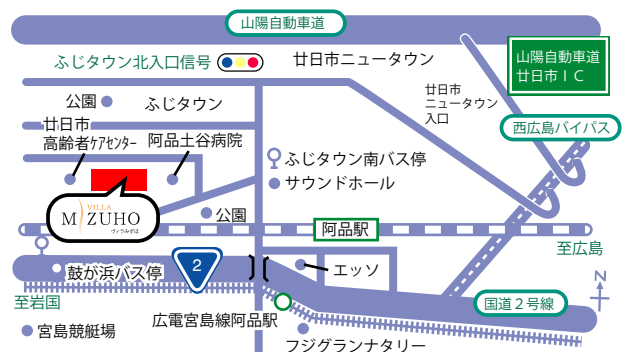 山陽自動車道
ふじタウン北入口信号
廿日市ニュータウン
山陽自動車道
廿日市ＩＣ
公園
ふじタウン
廿日市
ニュータウン
入口
廿日市
高齢者ケアセンター
阿品土谷病院
西広島バイパス
ふじタウン南バス停
サウンドホール
VILLA
MIZUHO
ヴィラみずほ
公園
阿品駅
至広島
鼓が浜バス停
2
エッソ
N
至岩国
国道２号線
広電宮島線阿品駅
宮島競艇場
フジグランナタリー